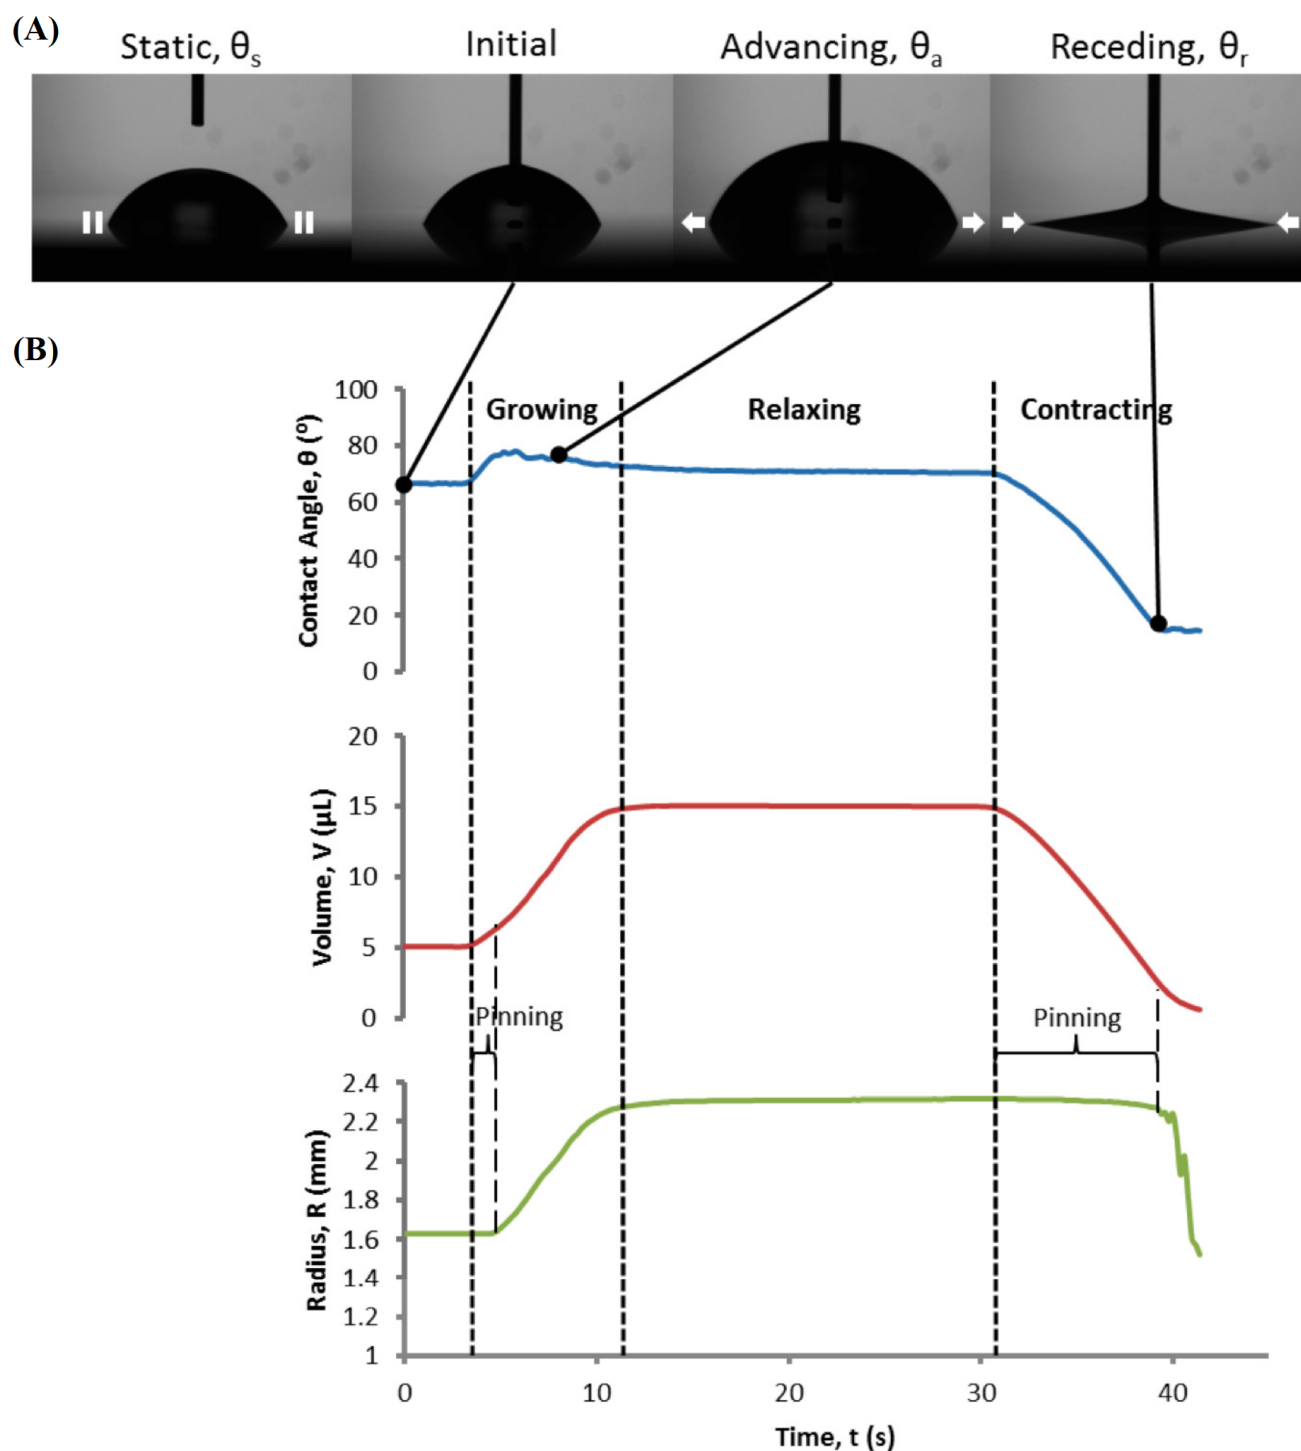 (A)
Static, θs
Initial
Advancing, θa
Receding, θr
(B)
Contact Angle, θ (º)
100
80
60
40
20
0
Growing
Relaxing
Contracting
Volume, V (µL)
20
15
10
5
0
Pinning
Pinning
Radius, R (mm)
2.4
2.2
2
1.8
1.6
1.4
1.2
1
0
10
20
30
40
Time, t (s)